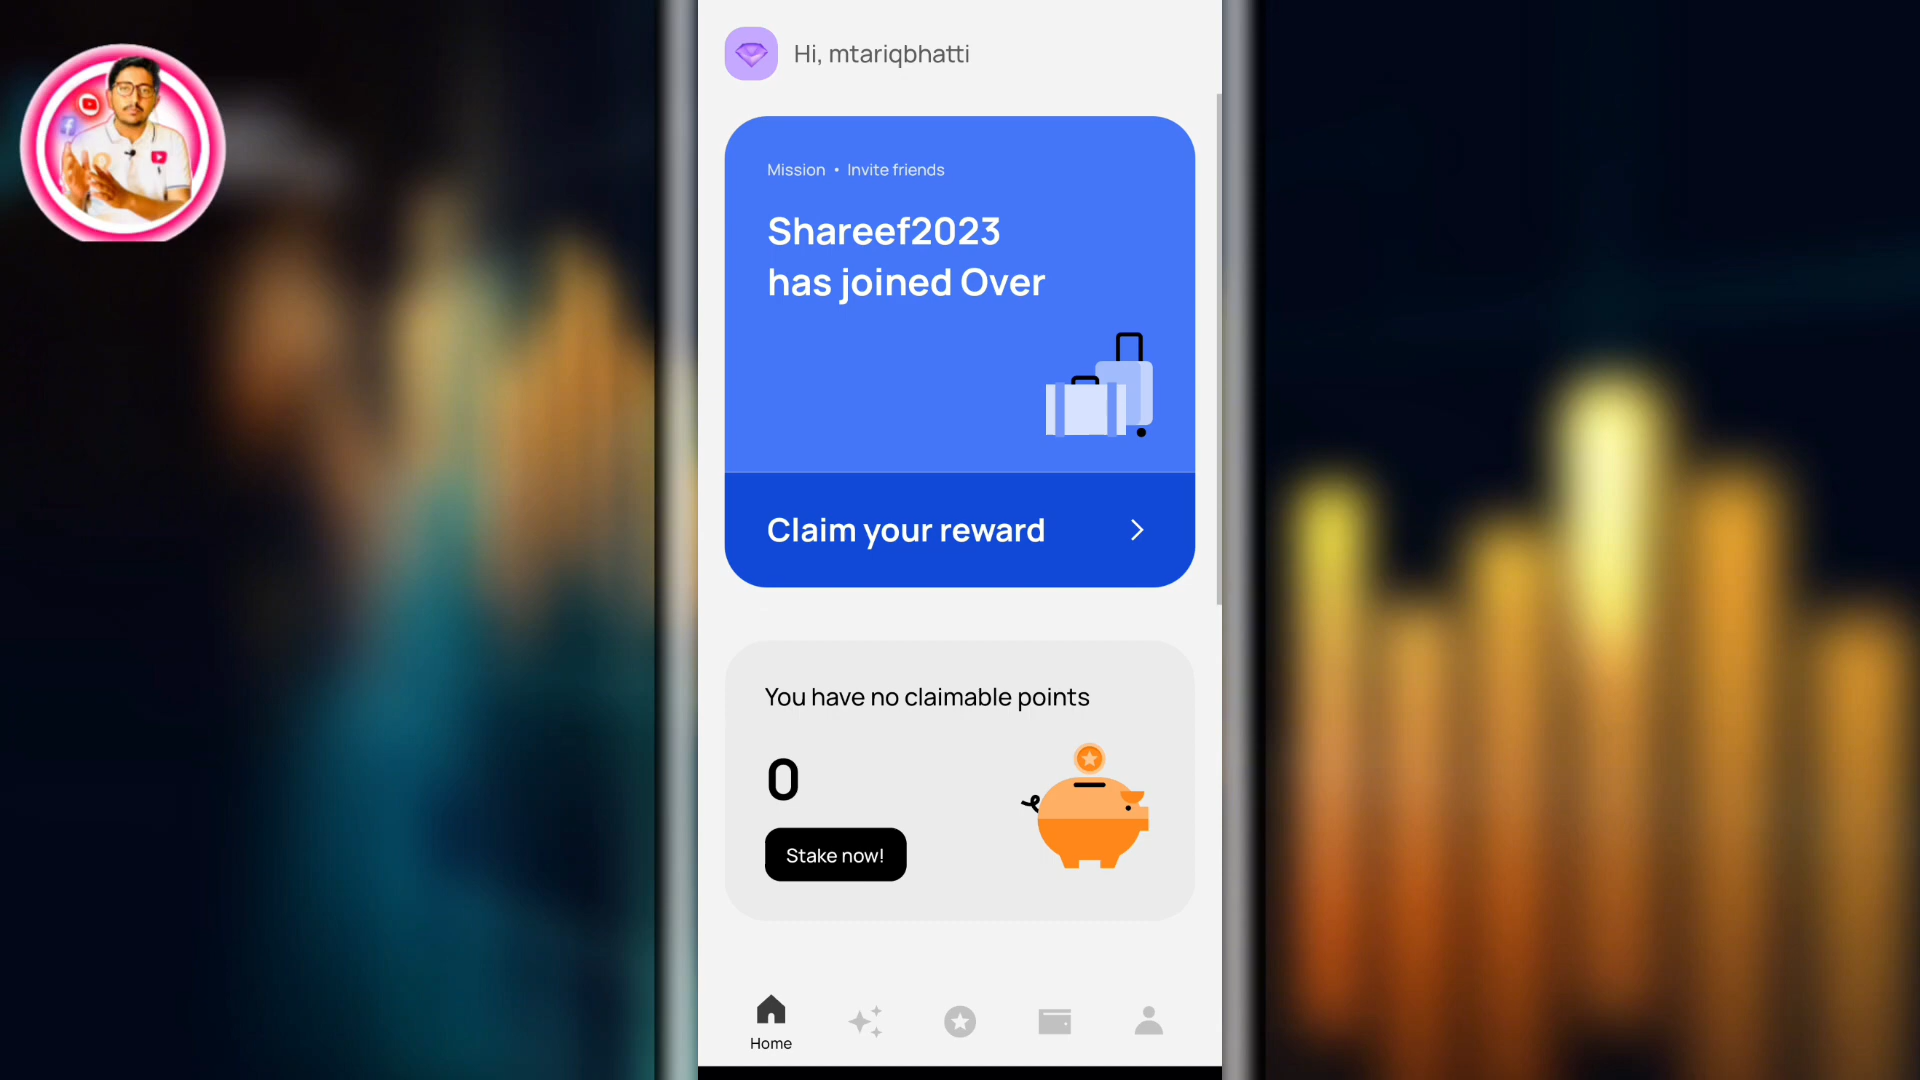 Hi, mtariqbhatti
Mission • Invite friends
Shareef2023
has joined Over
Claim your reward
You have no claimable points
0
Stake now!
Home